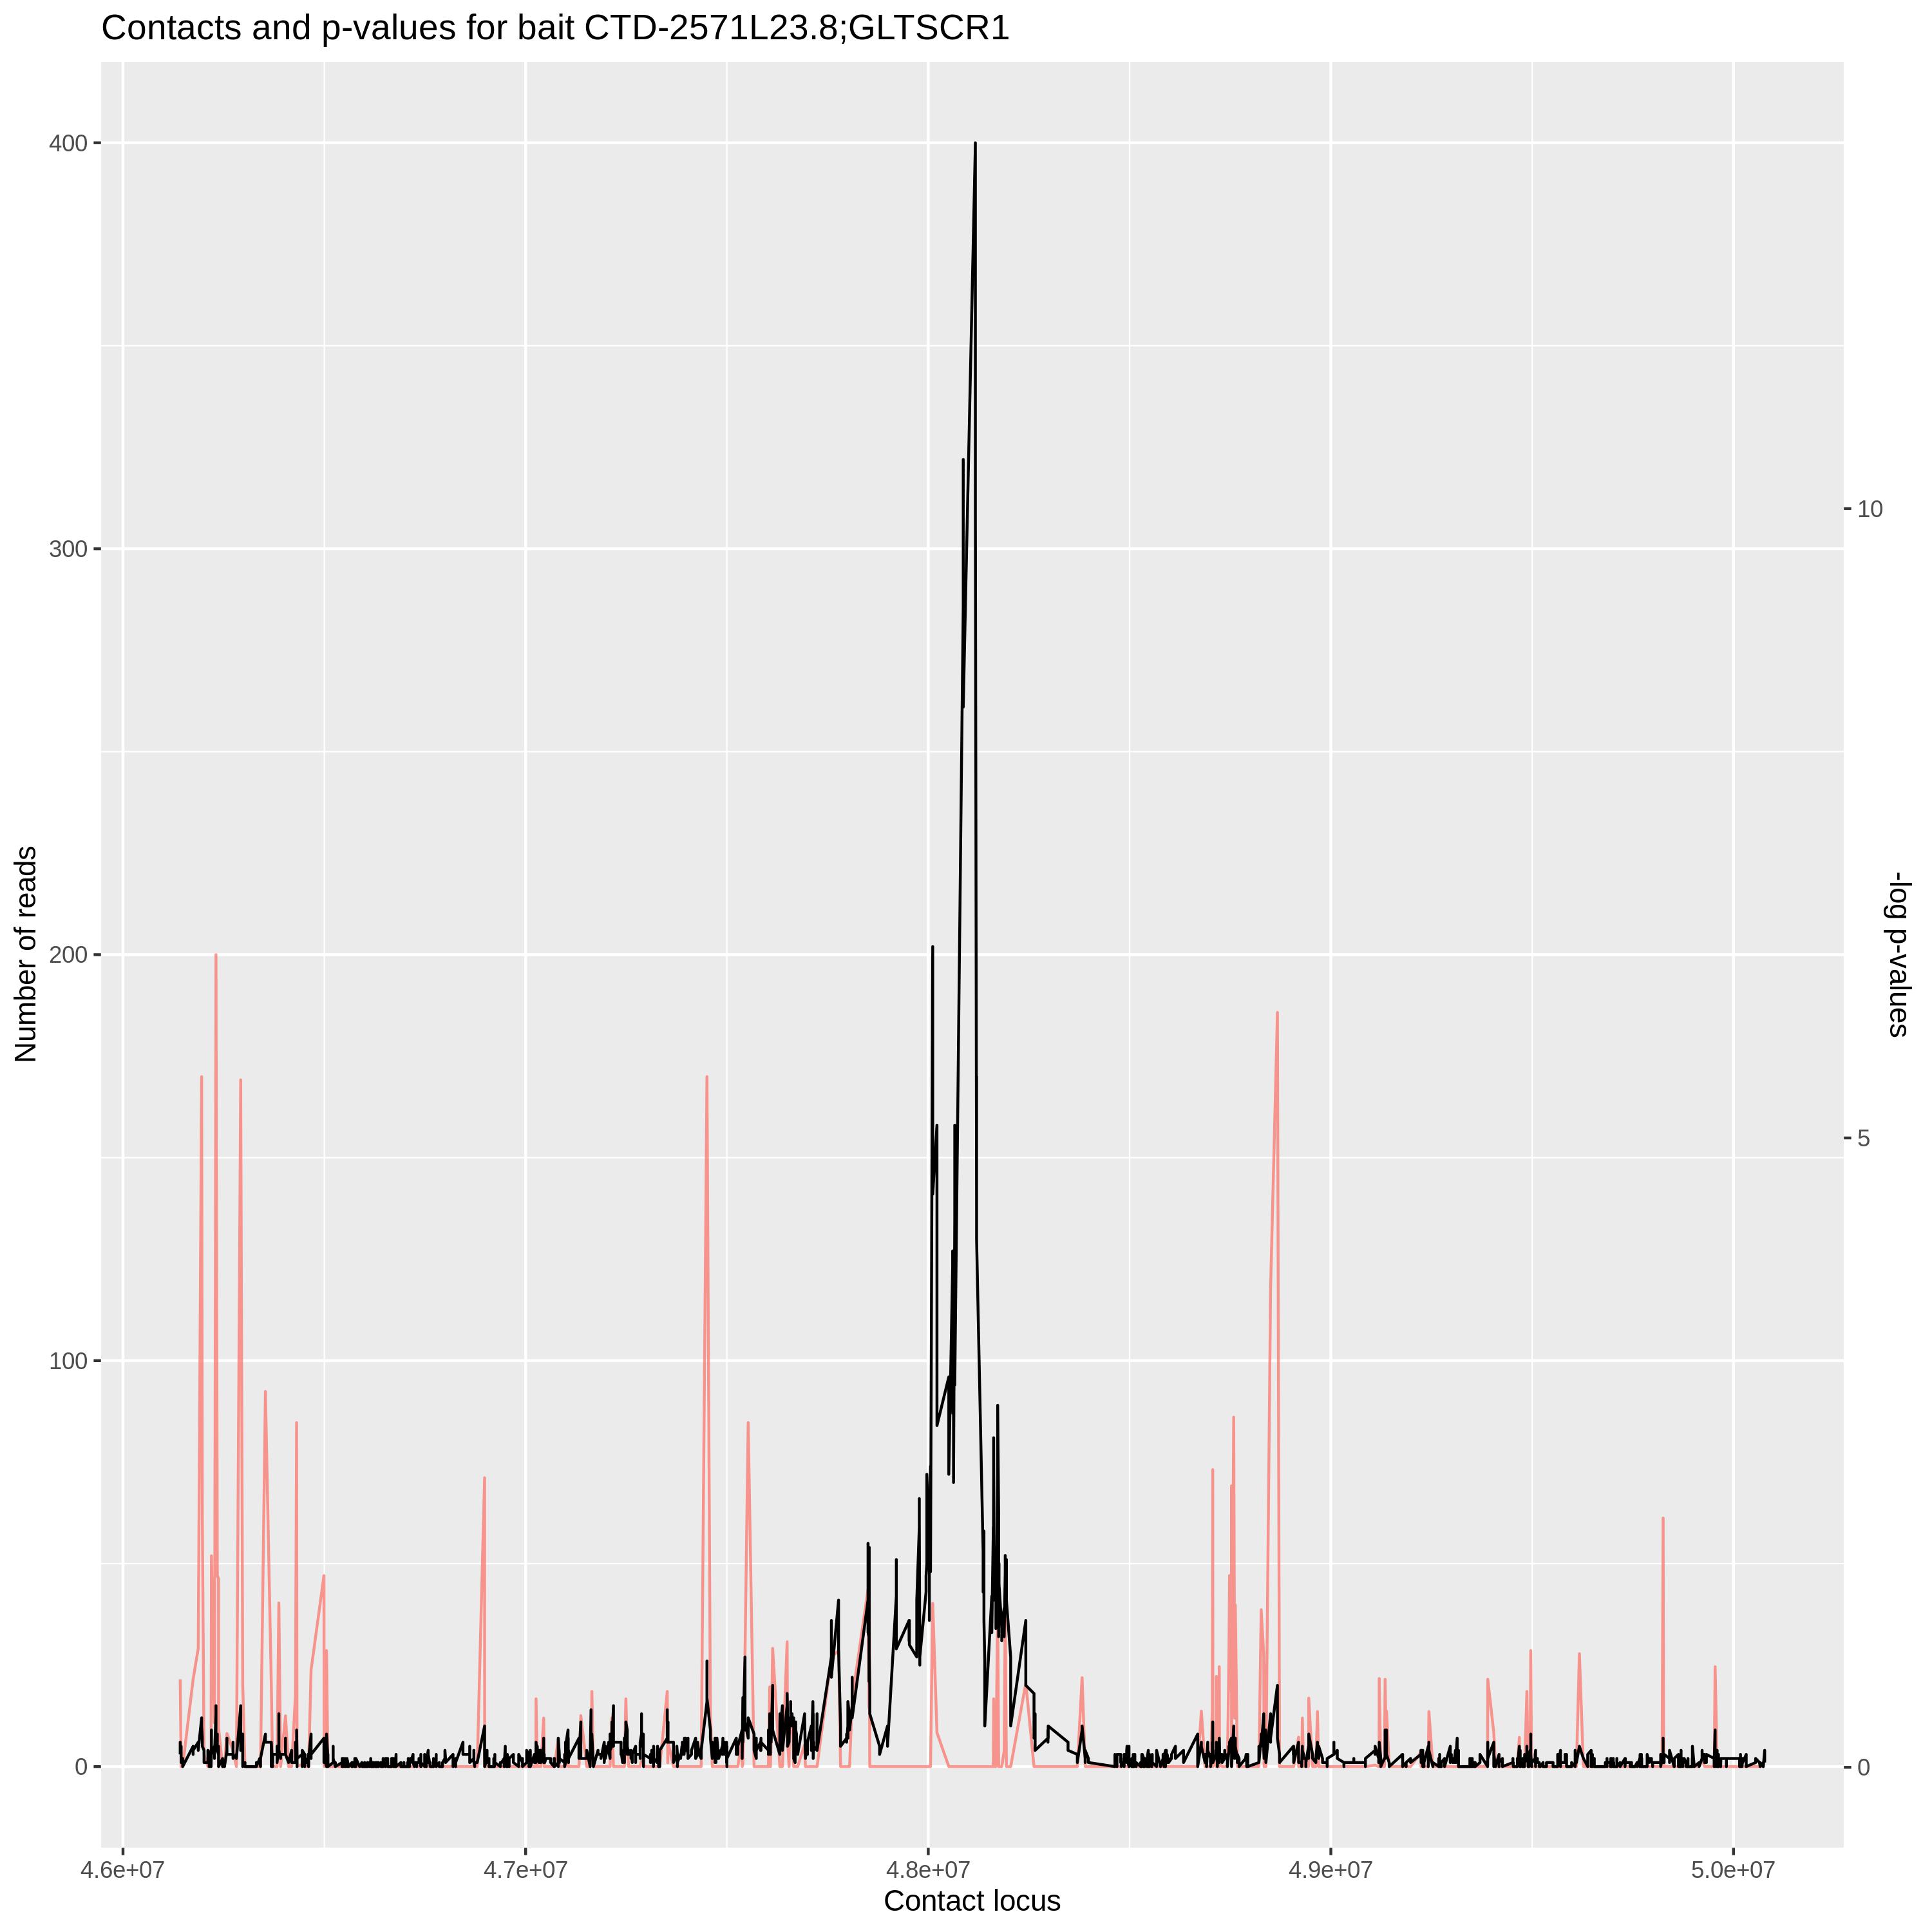 Contacts and p-values for bait CTD-2571L23.8;GLTSCR1
400
300
200
100
0
Number of reads
10
5
0
-log p-values
4.6e+07
4.7e+07
4.8e+07
4.9e+07
5.0e+07
Contact locus